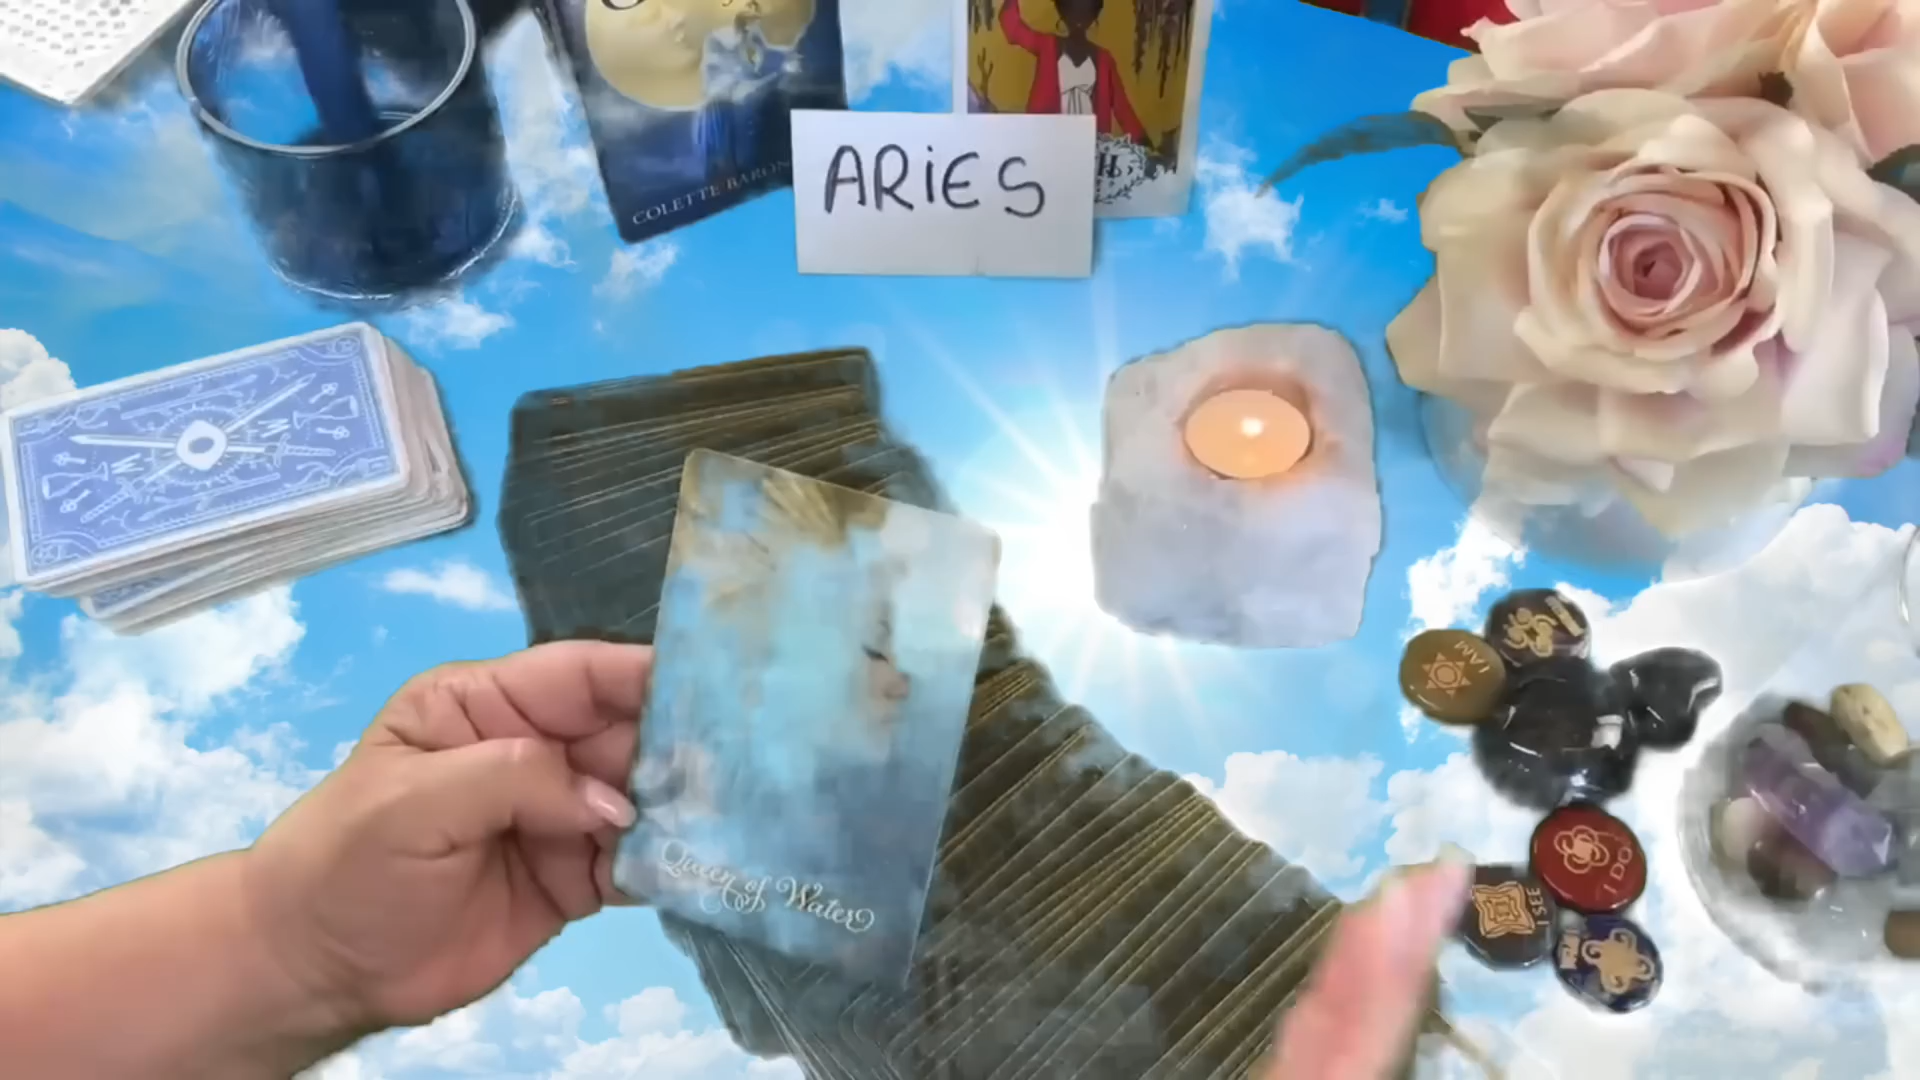 COLETTE BARON
ARiES
I AM
I DO
I SEE
Queen of Water